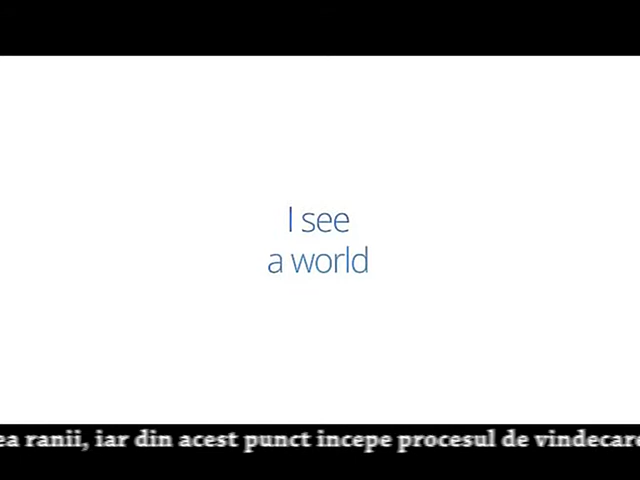 I see
a world
ranii, iar din acest punct incepe procesul de vindecare